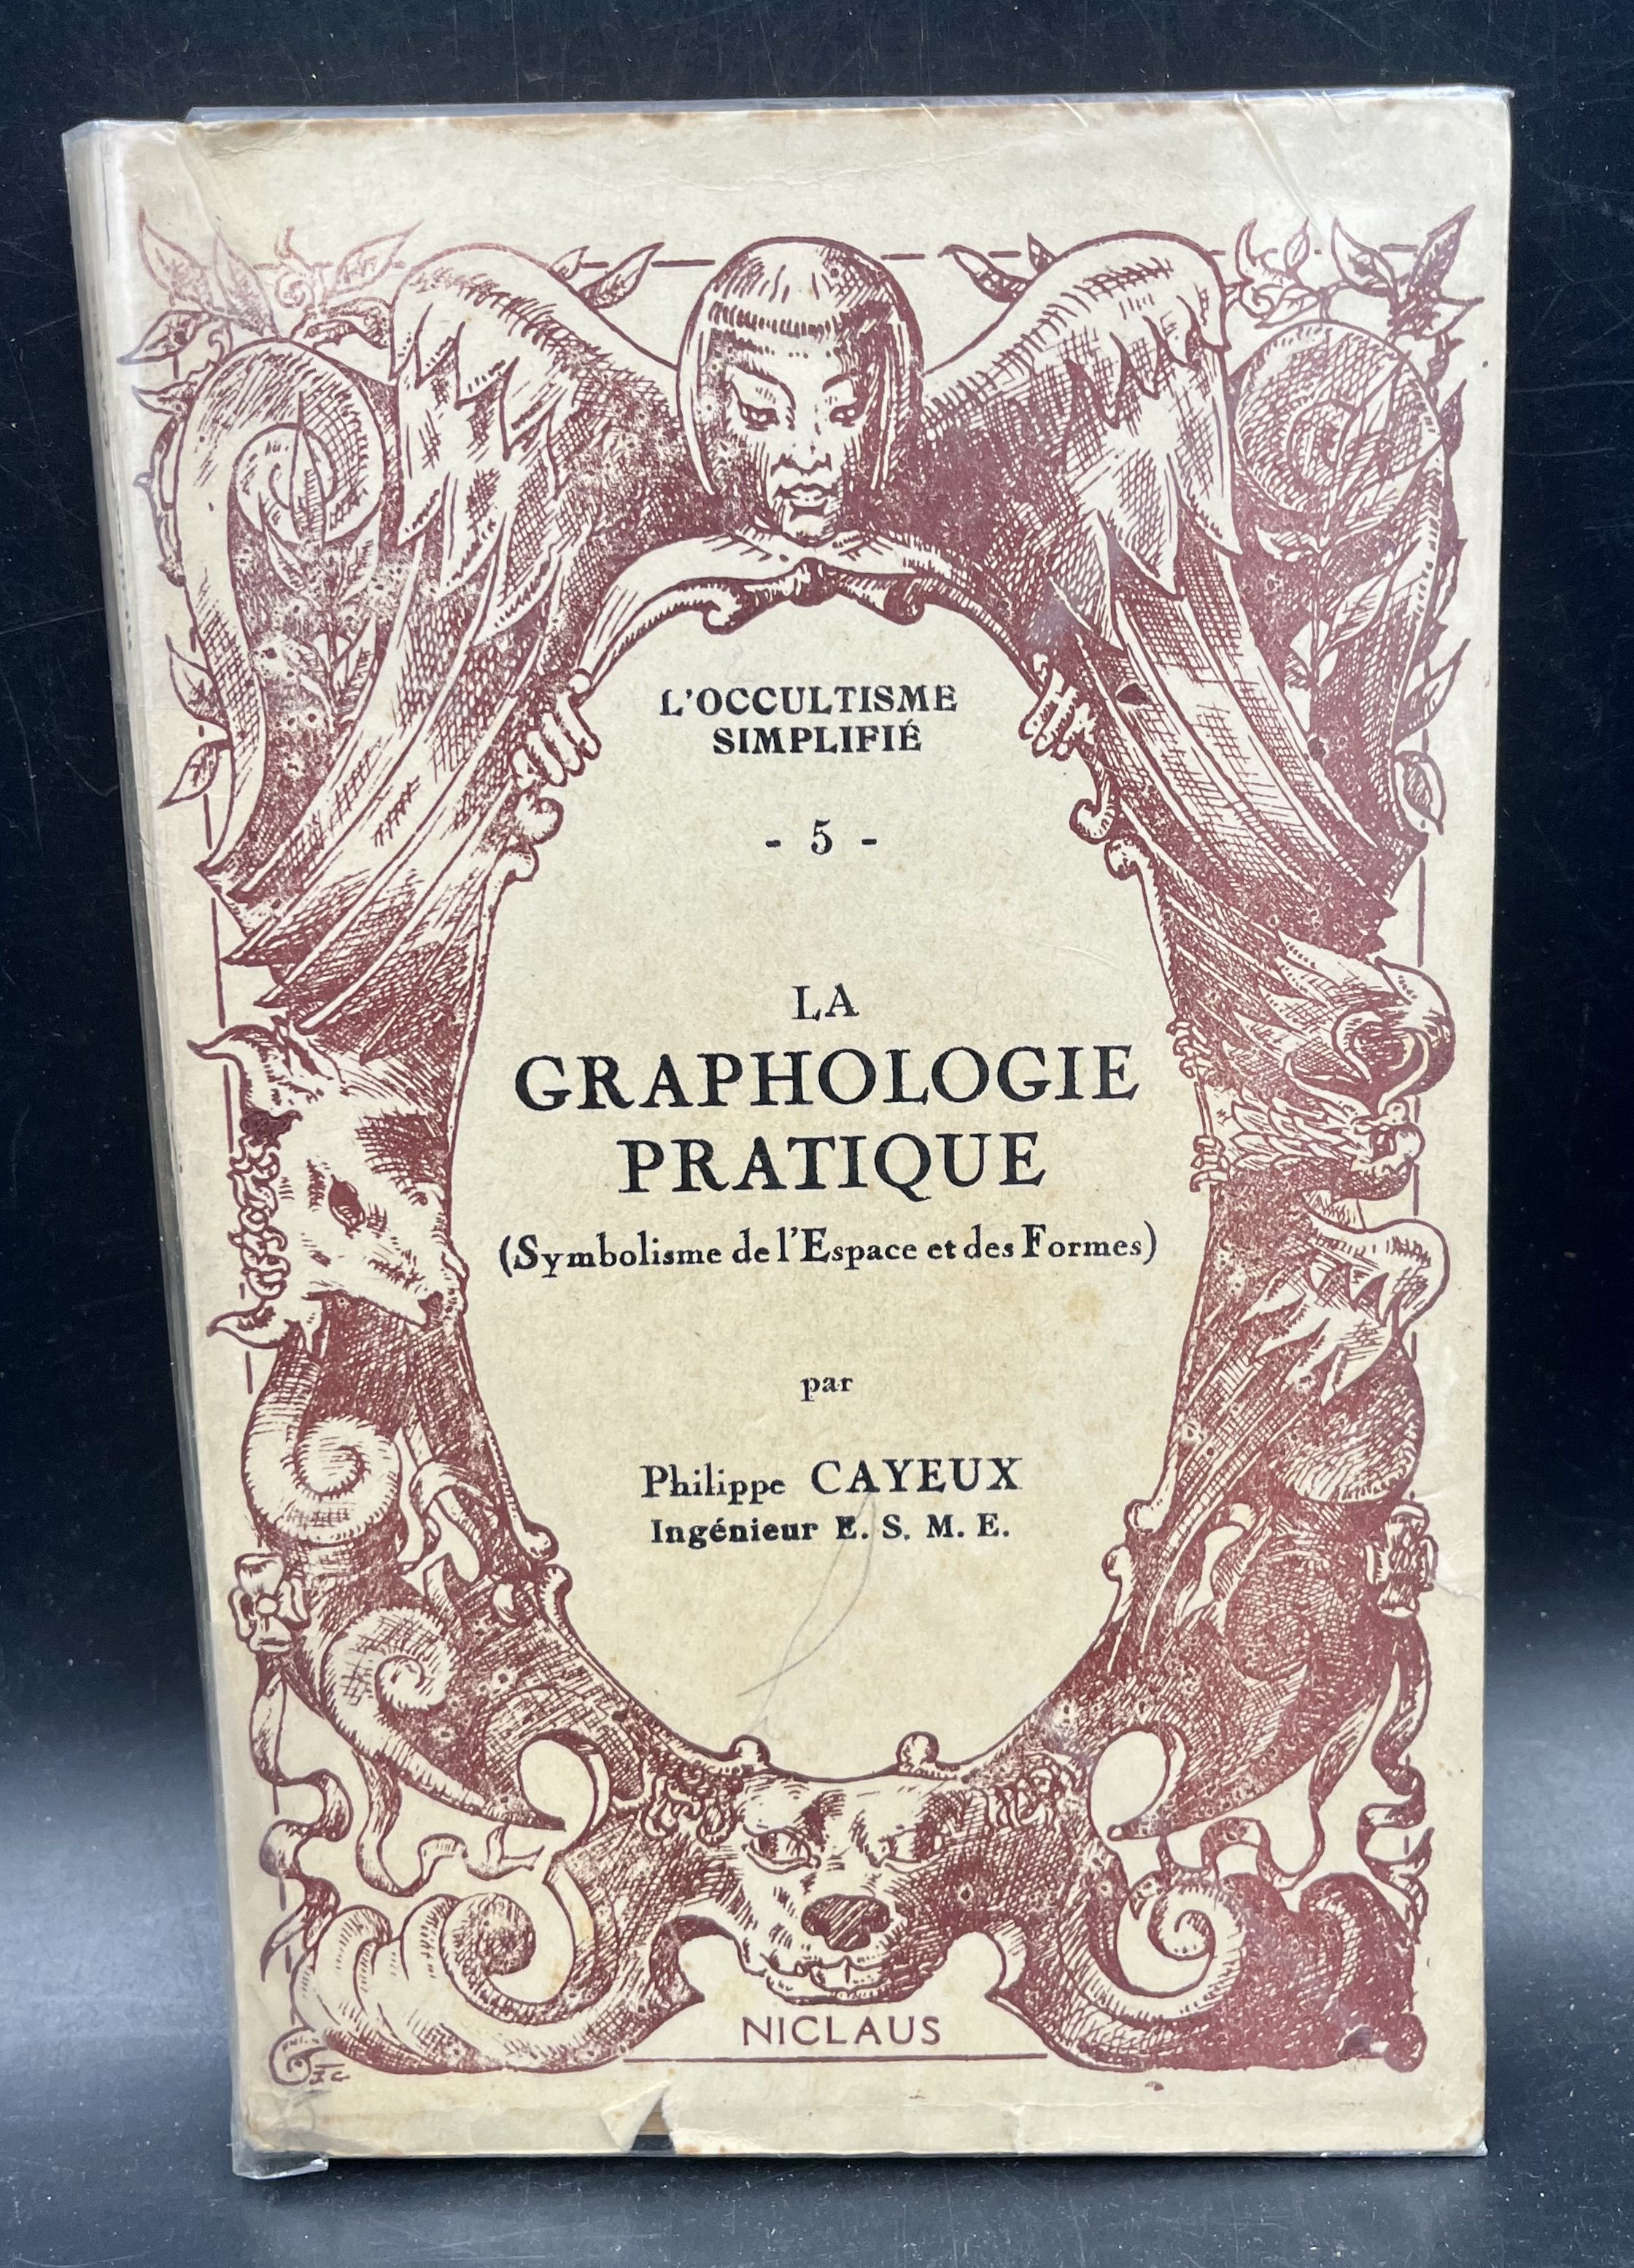 L'OCCULTISME
SIMPLIFIÉ
- 5 -
LA
GRAPHOLOGIE
PRATIQUE
(Symbolisme de l'Espace et des Formes)
par
Philippe CAYEUX
Ingénieur E. S. M. E.
NICLAUS